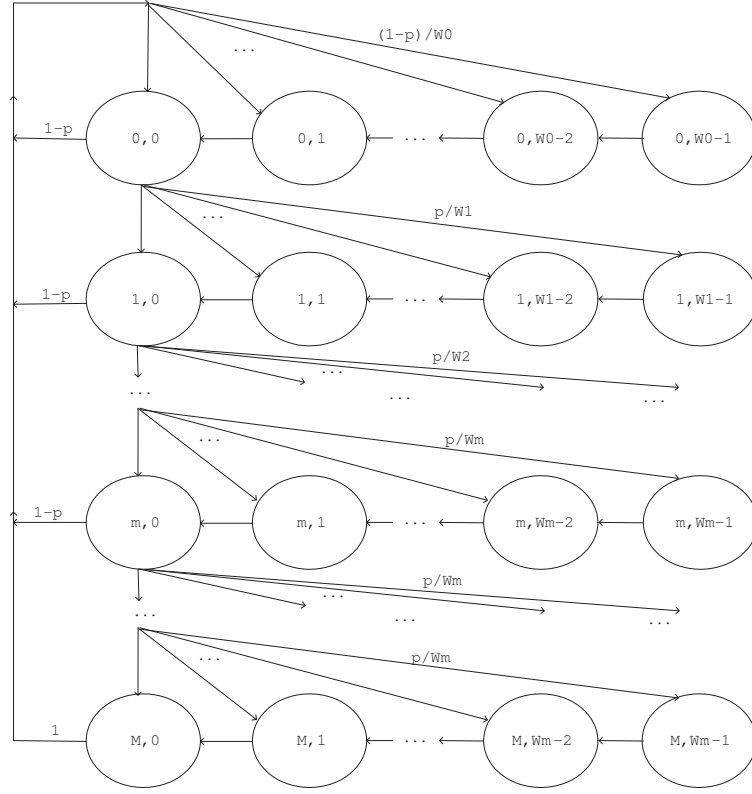 (1-p)/W0
...
1-p
0,0
0,1
...
0,W0-2
0,W0-1
...
p/W1
1-p
1,0
1,1
...
1,W1-2
1,W1-1
p/W2
...
...
...
...
p/Wm
...
1-p
m,0
m,1
...
m,Wm-2
m,Wm-1
p/Wm
...
...
...
...
p/Wm
...
1
M,0
M,1
...
M,Wm-2
M,Wm-1